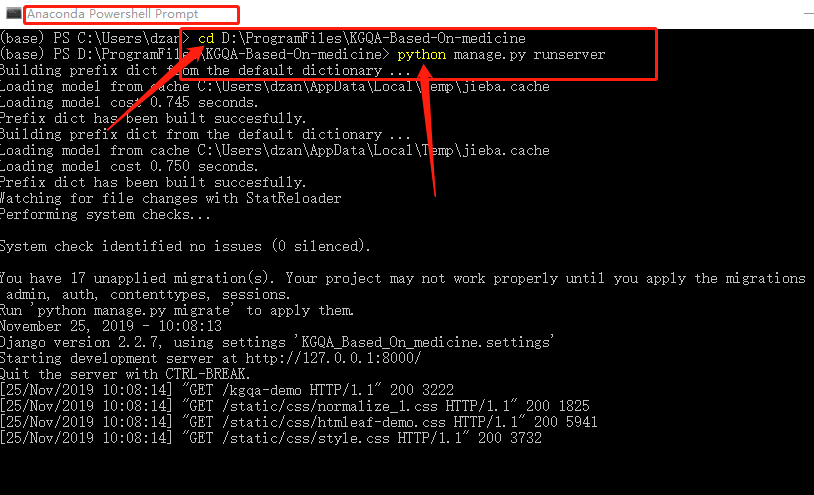 Anaconda Powershell Prompt
(base) PS C:\Users\dzan> cd D:\ProgramFiles\KGQA-Based-On-medicine
(base) PS D:\ProgramFiles\KGQA-Based-On-medicine> python manage.py runserver
Building prefix dict from the default dictionary ...
Loading model from cache C:\Users\dzan\AppData\Local\Temp\jieba.cache
Loading model cost 0.745 seconds.
Prefix dict has been built succesfully.
Building prefix dict from the default dictionary ...
Loading model from cache C:\Users\dzan\AppData\Local\Temp\jieba.cache
Loading model cost 0.750 seconds.
Prefix dict has been built succesfully.
Watching for file changes with StatReloader
Performing system checks...
System check identified no issues (0 silenced).
You have 17 unapplied migration(s). Your project may not work properly until you apply the migrations
admin, auth, contenttypes, sessions.
Run 'python manage.py migrate' to apply them.
November 25, 2019 - 10:08:13
Django version 2.2.7, using settings 'KGQA_Based_On_medicine.settings'
Starting development server at http://127.0.0.1:8000/
Quit the server with CTRL-BREAK.
[25/Nov/2019 10:08:14] "GET /kgqa-demo HTTP/1.1" 200 3222
[25/Nov/2019 10:08:14] "GET /static/css/normalize_1.css HTTP/1.1" 200 1825
[25/Nov/2019 10:08:14] "GET /static/css/htmleaf-demo.css HTTP/1.1" 200 5941
[25/Nov/2019 10:08:14] "GET /static/css/style.css HTTP/1.1" 200 3732